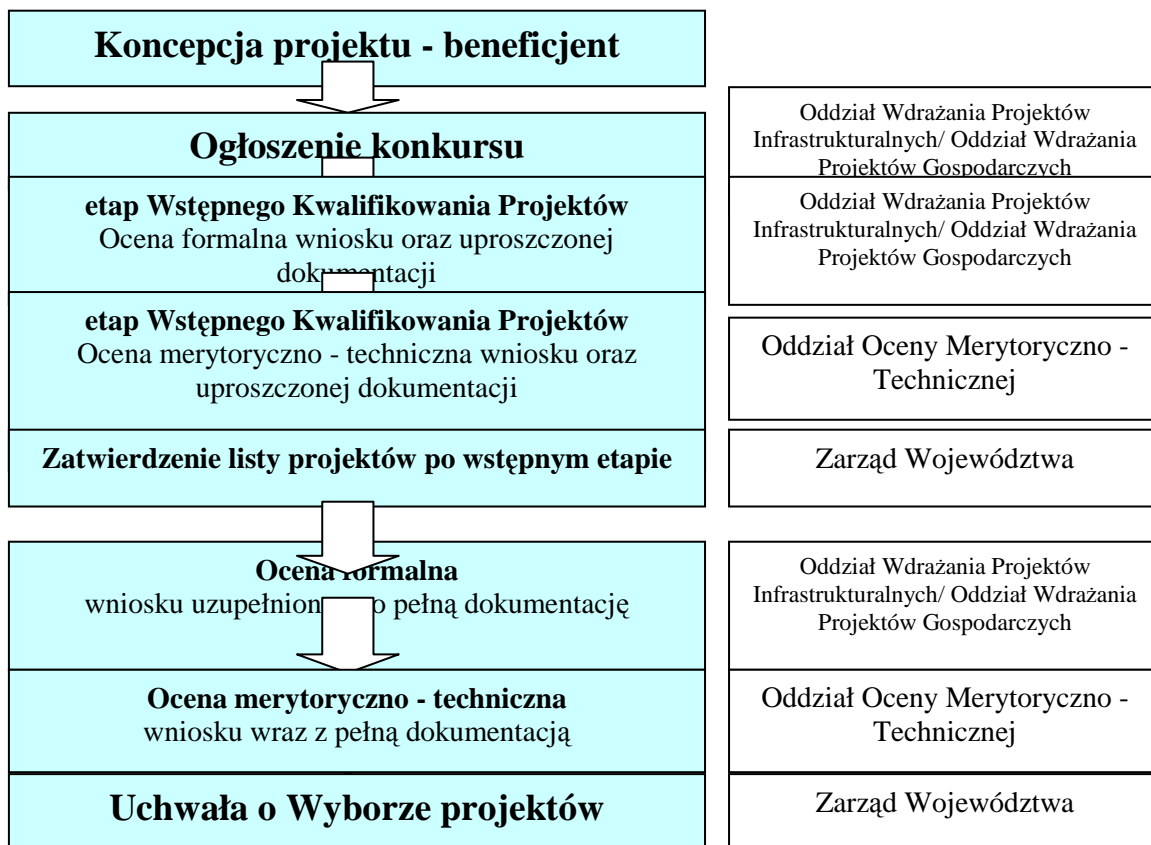 Koncepcja projektu - beneficjent
Ogłoszenie konkursu
Oddział Wdrażania Projektów
Infrastrukturalnych/ Oddział Wdrażania
Projektów Gospodarczych
etap Wstępnego Kwalifikowania Projektów
Ocena formalna wniosku oraz uproszczonej
dokumentacji
Oddział Wdrażania Projektów
Infrastrukturalnych/ Oddział Wdrażania
Projektów Gospodarczych
etap Wstępnego Kwalifikowania Projektów
Ocena merytoryczno - techniczna wniosku oraz
uproszczonej dokumentacji
Oddział Oceny Merytoryczno -
Technicznej
Zatwierdzenie listy projektów po wstępnym etapie
Zarząd Województwa
Ocena formalna
wniosku o pełną dokumentację
Oddział Wdrażania Projektów
Infrastrukturalnych/ Oddział Wdrażania
Projektów Gospodarczych
Ocena merytoryczno - techniczna
wniosku wraz z pełną dokumentacją
Oddział Oceny Merytoryczno -
Technicznej
Uchwała o Wyborze projektów
Zarząd Województwa